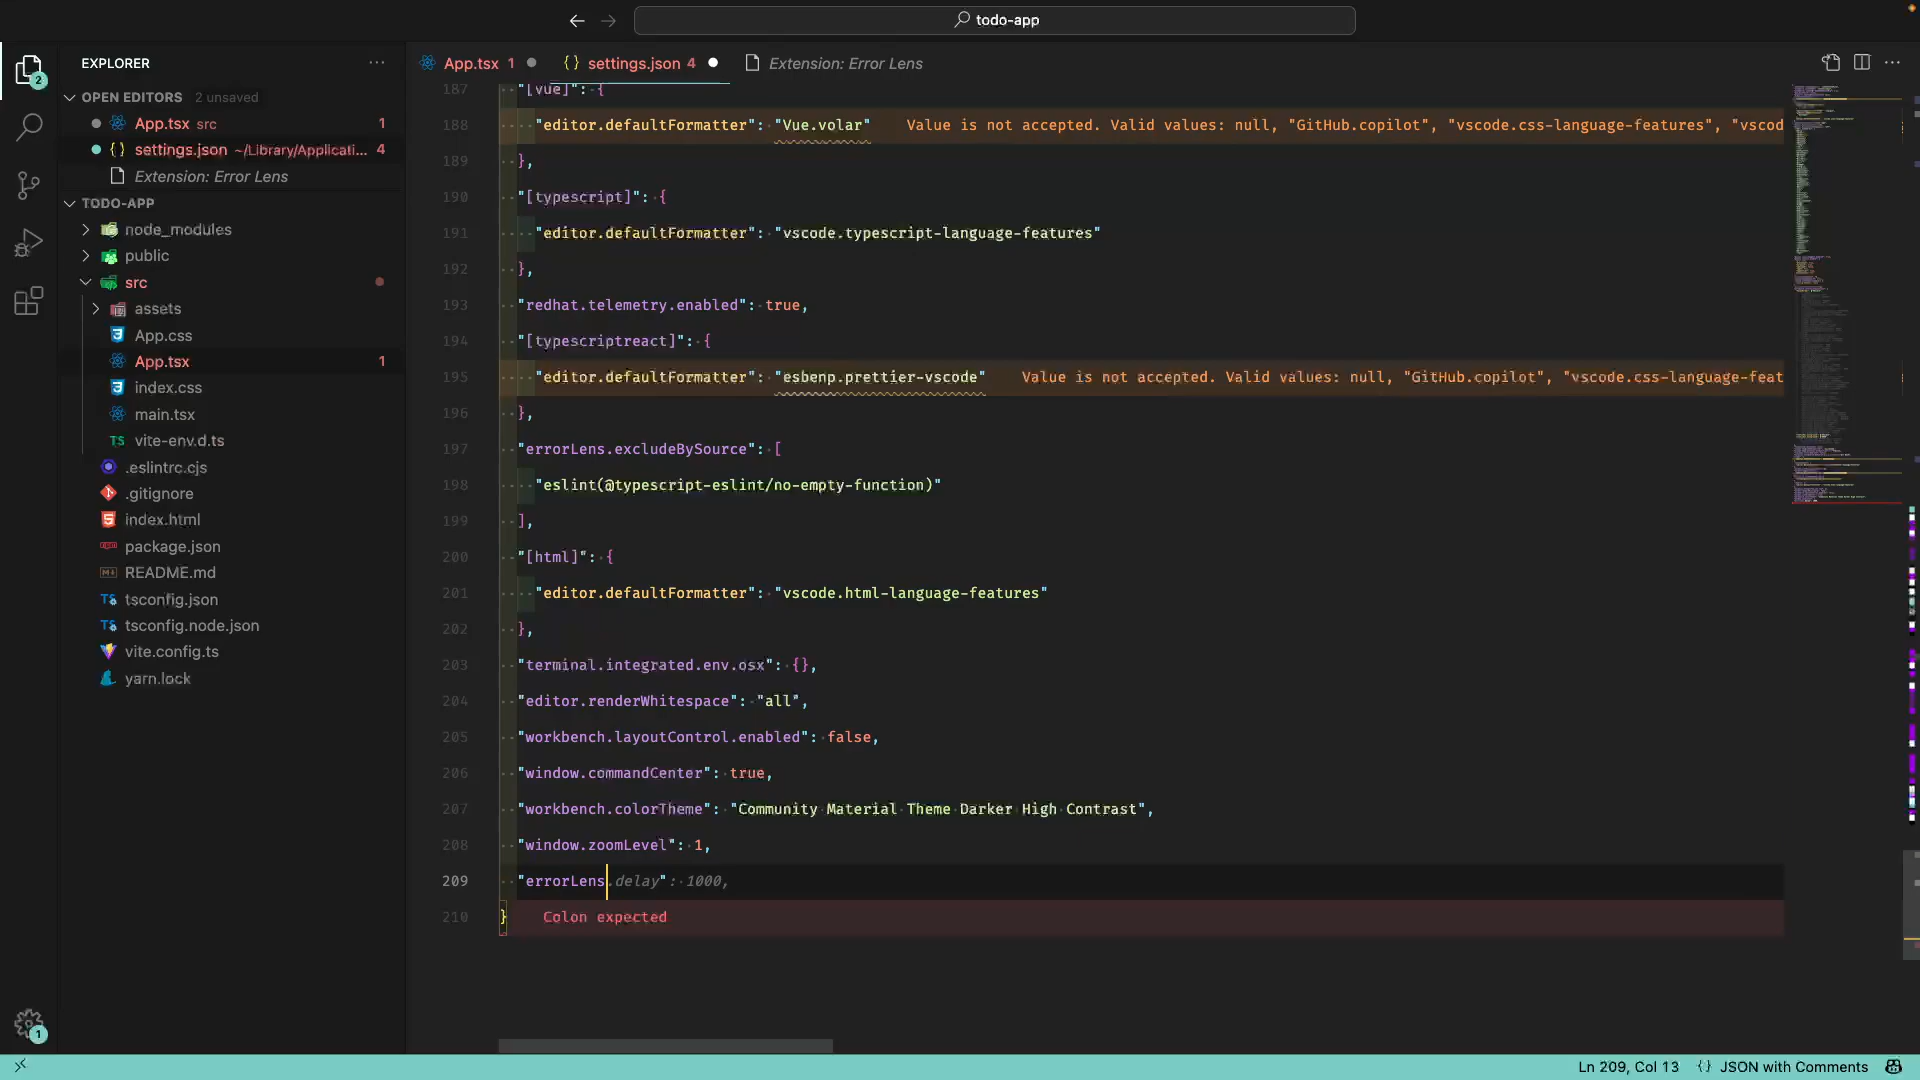 todo-app
EXPLORER
OPEN EDITORS 2 unsaved
App.tsx src 1
settings.json ~/Library/Applicati... 4
Extension: Error Lens
TODO-APP
node_modules
public
src
assets
App.css
App.tsx 1
index.css
main.tsx
TS vite-env.d.ts
.eslintrc.cjs
.gitignore
index.html
package.json
README.md
tsconfig.json
tsconfig.node.json
vite.config.ts
yarn.lock
2
1
App.tsx 1
{} settings.json 4
Extension: Error Lens
187 "[vue]": {
188 "editor.defaultFormatter": "Vue.volar" Value is not accepted. Valid values: null, "GitHub.copilot", "vscode.css-language-features", "vscod
189 },
190 "[typescript]": {
191 "editor.defaultFormatter": "vscode.typescript-language-features"
192 },
193 "redhat.telemetry.enabled": true,
194 "[typescriptreact]": {
195 "editor.defaultFormatter": "esbenp.prettier-vscode" Value is not accepted. Valid values: null, "GitHub.copilot", "vscode.css-language-feat
196 },
197 "errorLens.excludeBySource": [
198 "eslint(@typescript-eslint/no-empty-function)"
199 ],
200 "[html]": {
201 "editor.defaultFormatter": "vscode.html-language-features"
202 },
203 "terminal.integrated.env.osx": {},
204 "editor.renderWhitespace": "all",
205 "workbench.layoutControl.enabled": false,
206 "window.commandCenter": true,
207 "workbench.colorTheme": "Community Material Theme Darker High Contrast",
208 "window.zoomLevel": 1,
209 "errorLens.delay": 1000,
210 } Colon expected
Ln 209, Col 13 {} JSON with Comments